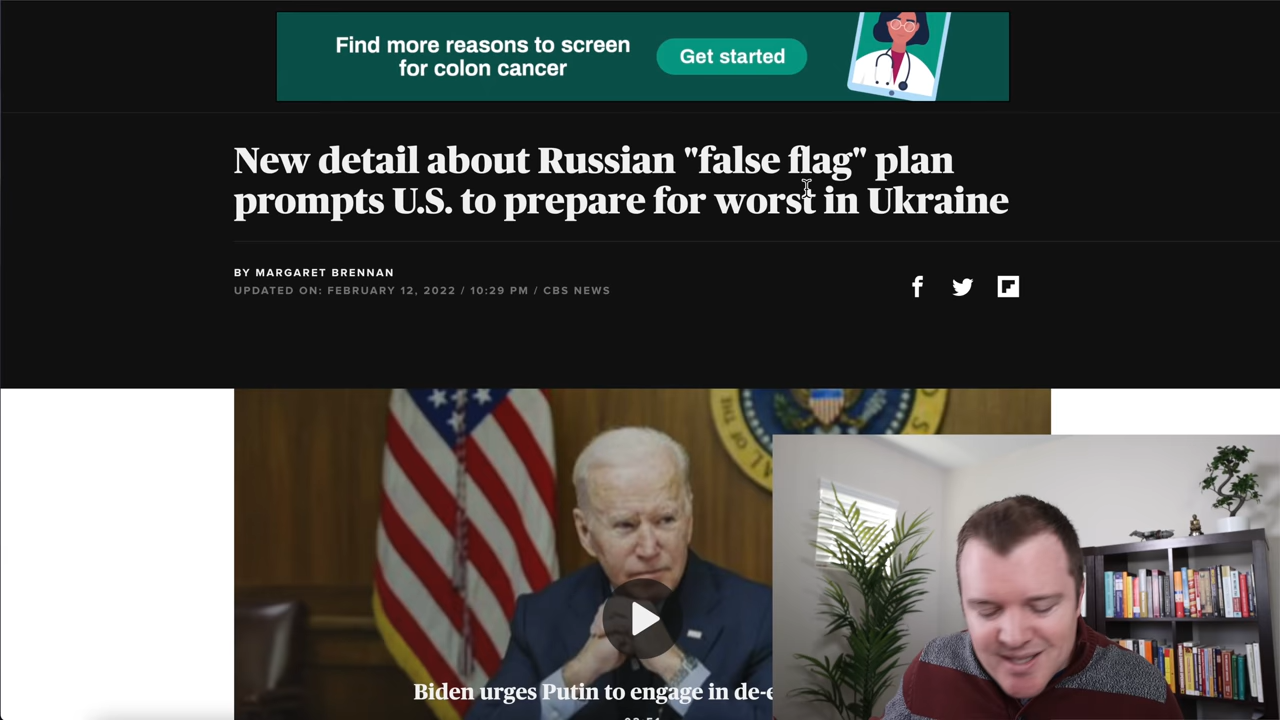 Find more reasons to screen
for colon cancer
Get started
New detail about Russian "false flag" plan
prompts U.S. to prepare for worst in Ukraine
BY MARGARET BRENNAN
UPDATED ON: FEBRUARY 12, 2022 / 10:29 PM / CBS NEWS
Biden urges Putin to engage in de-e